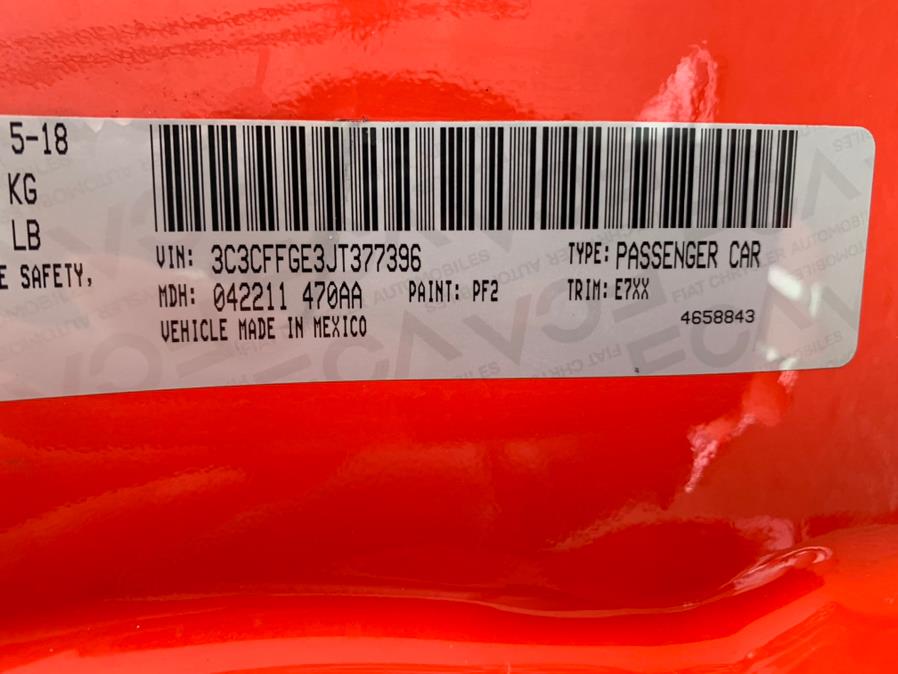 5-18
KG
LB
E SAFETY,
VIN: 3C3CFFGE3JT377396 TYPE: PASSENGER CAR
MDH: 042211 470AA PAINT: PF2 TRIM: E7XX
VEHICLE MADE IN MEXICO 4658843